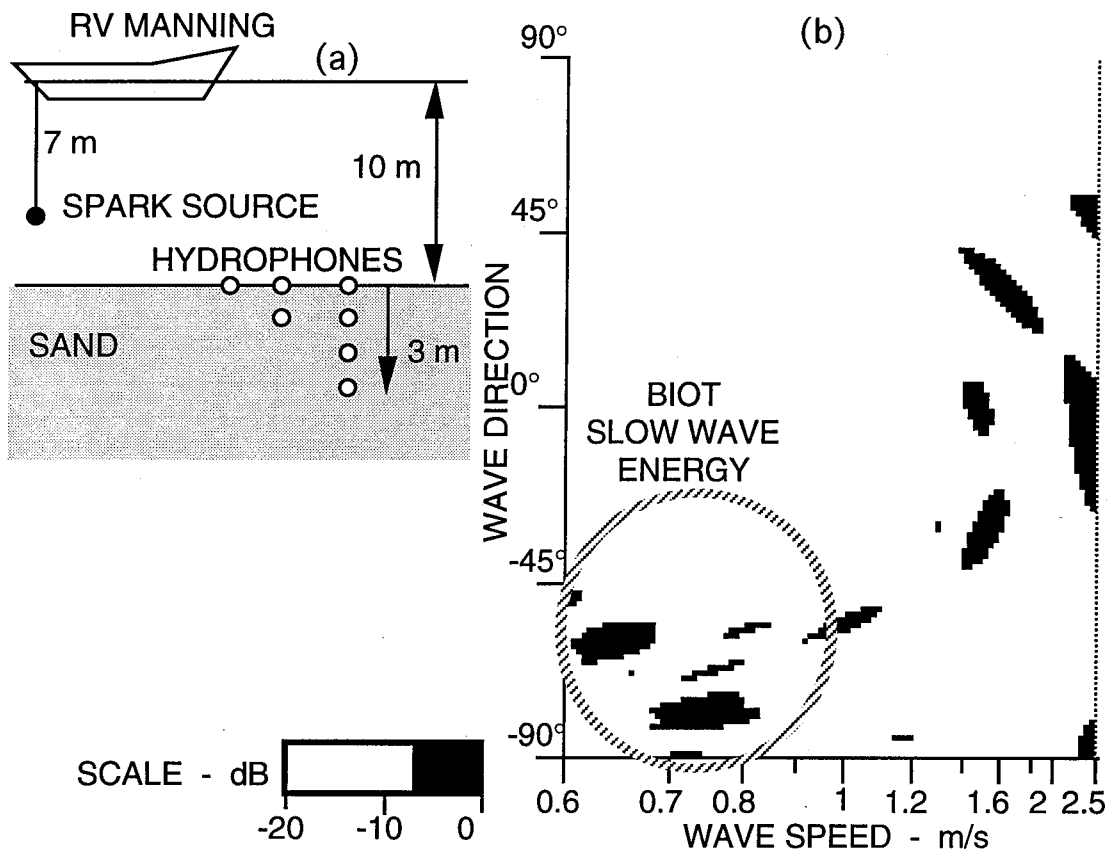 RV MANNING
(a)
7 m
10 m
SPARK SOURCE
HYDROPHONES
SAND
3 m
SCALE - dB
-20 -10 0
(b)
90°
45°
0°
-45°
-90°
WAVE DIRECTION
BIOT
SLOW WAVE
ENERGY
0.6 0.7 0.8 1 1.2 1.6 2 2.5
WAVE SPEED - m/s